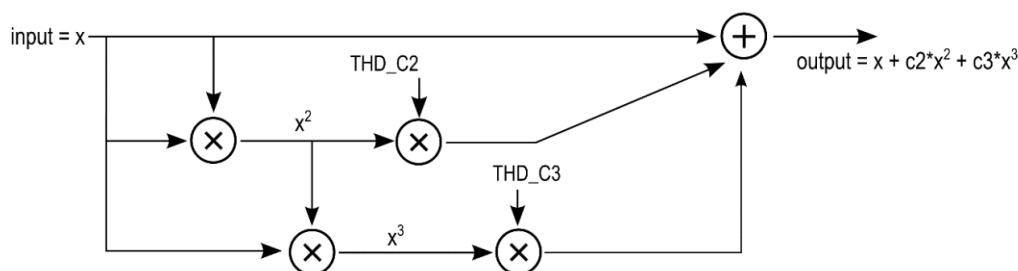 input = x
THD_C2
output = x + c2*x² + c3*x³
x²
THD_C3
x³